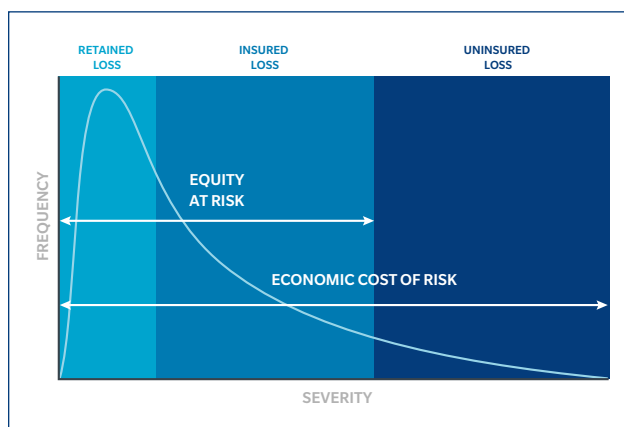 RETAINED
LOSS
INSURED
LOSS
UNINSURED
LOSS
EQUITY
AT RISK
ECONOMIC COST OF RISK
FREQUENCY
SEVERITY